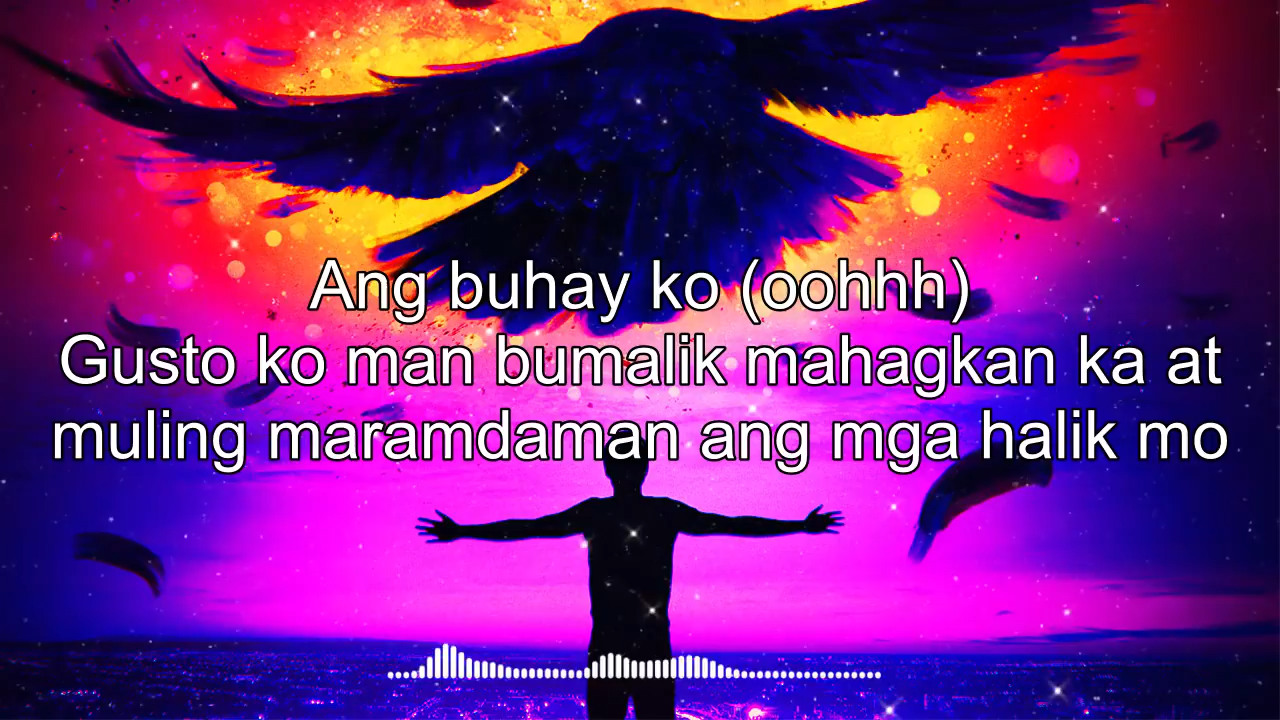 Ang buhay ko (oohhh)
Gusto ko man bumalik mahagkan ka at
muling maramdaman ang mga halik mo